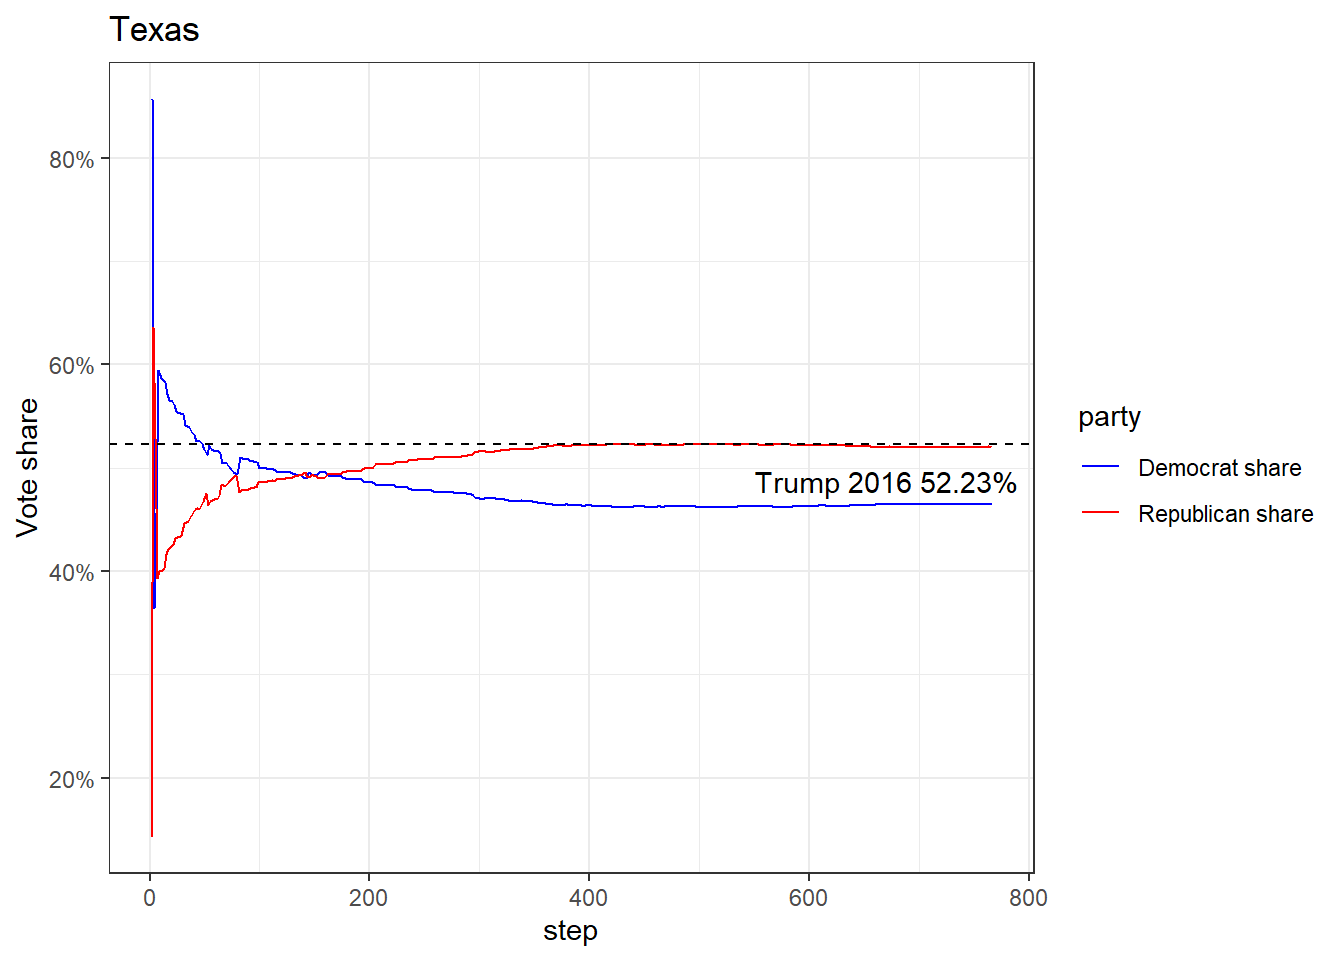 Texas
Vote share
80%
60%
40%
20%
Trump 2016 52.23%
0
200
400
600
800
step
party
Democrat share
Republican share